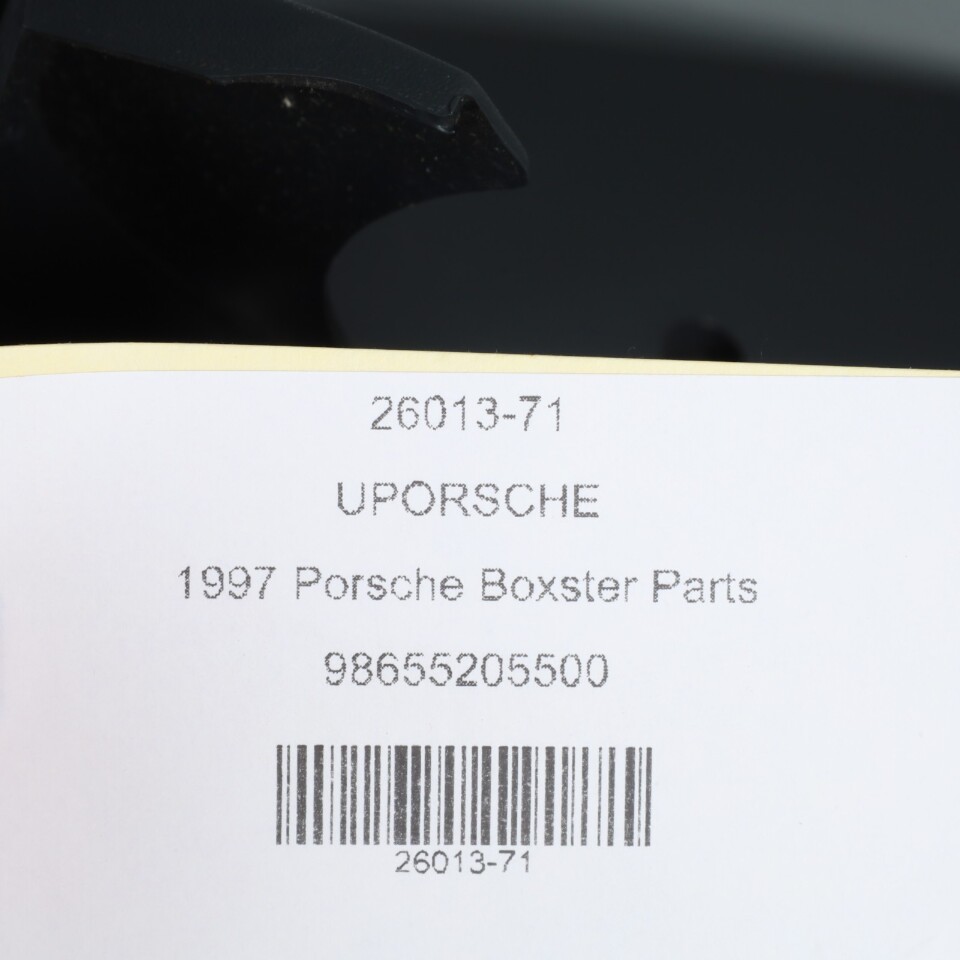 26013-71
UPORSCHE
1997 Porsche Boxster Parts
98655205500
26013-71